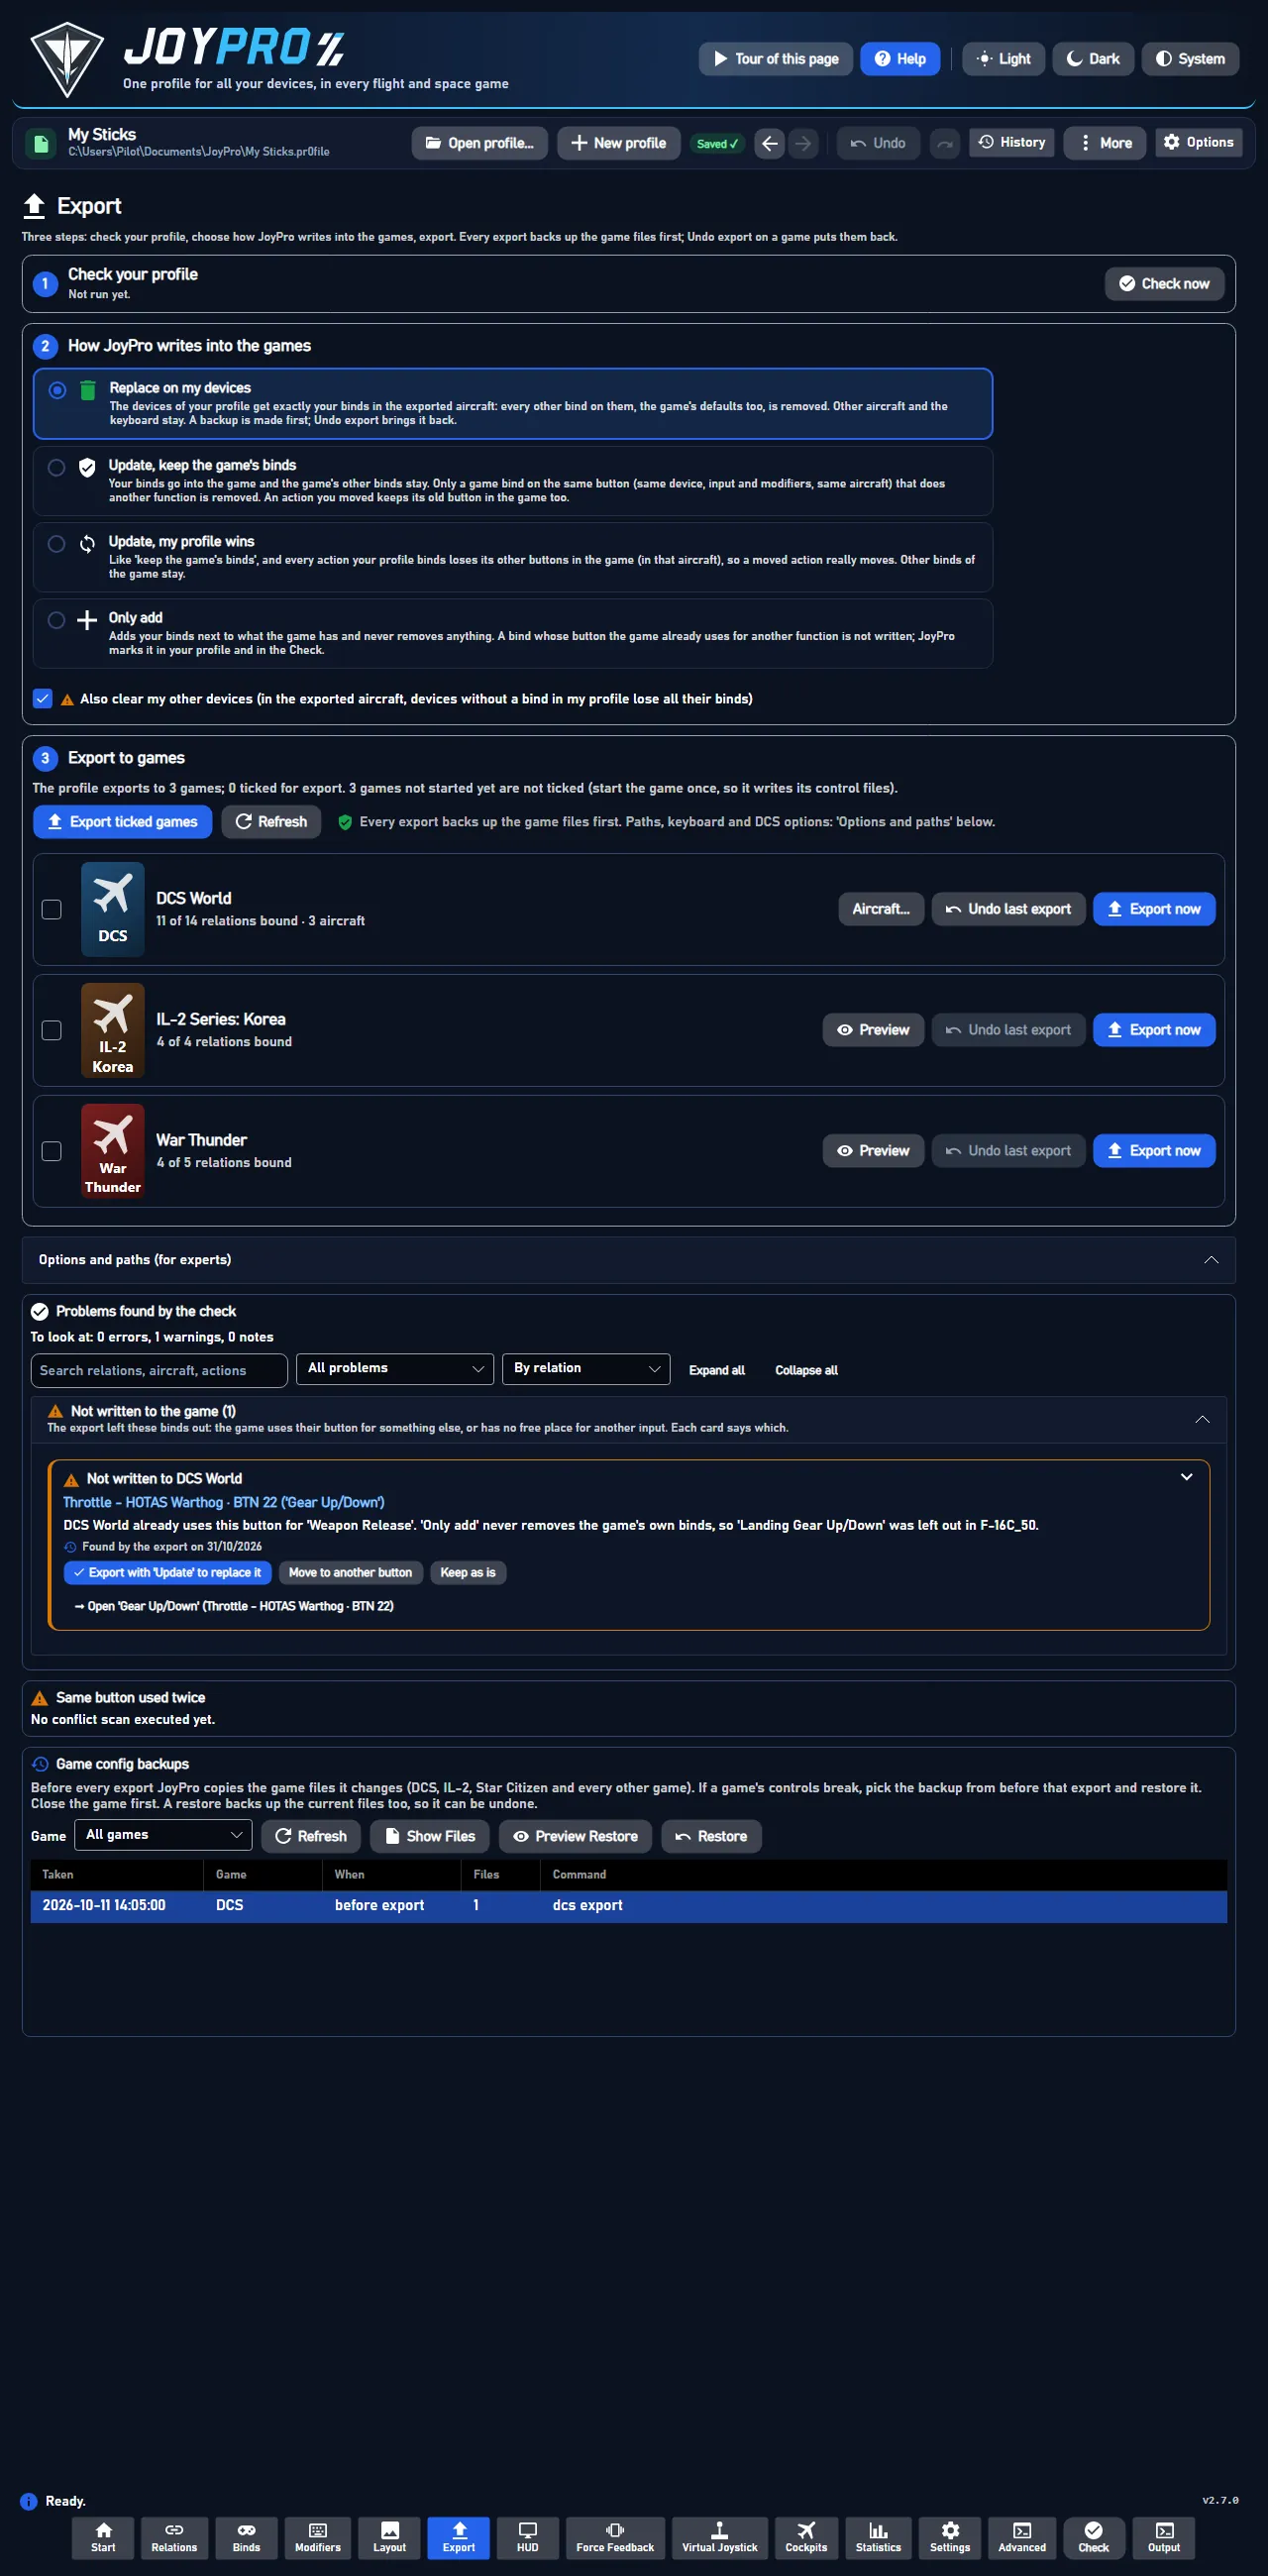 JOYPRO
One profile for all your devices, in every flight and space game
Tour of this page
Help
Light
Dark
System
My Sticks
C:\Users\Pilot\Documents\JoyPro\My Sticks.pr0file
Open profile...
New profile
Saved ✓
Undo
History
More
Options
Export
Three steps: check your profile, choose how JoyPro writes into the games, export. Every export backs up the game files first; Undo export on a game puts them back.
1
Check your profile
Not run yet.
Check now
2
How JoyPro writes into the games
Replace on my devices
The devices of your profile get exactly your binds in the exported aircraft: every other bind on them, the game's defaults too, is removed. Other aircraft and the
keyboard stay. A backup is made first; Undo export brings it back.
Update, keep the game's binds
Your binds go into the game and the game's other binds stay. Only a game bind on the same button (same device, input and modifiers, same aircraft) that does
another function is removed. An action you moved keeps its old button in the game too.
Update, my profile wins
Like 'keep the game's binds', and every action your profile binds loses its other buttons in the game (in that aircraft), so a moved action really moves. Other binds of
the game stay.
Only add
Adds your binds next to what the game has and never removes anything. A bind whose button the game already uses for another function is not written; JoyPro
marks it in your profile and in the Check.
Also clear my other devices (in the exported aircraft, devices without a bind in my profile lose all their binds)
3
Export to games
The profile exports to 3 games; 0 ticked for export. 3 games not started yet are not ticked (start the game once, so it writes its control files).
Export ticked games
Refresh
Every export backs up the game files first. Paths, keyboard and DCS options: 'Options and paths' below.
DCS
DCS World
11 of 14 relations bound · 3 aircraft
Aircraft...
Undo last export
Export now
IL-2
Korea
IL-2 Series: Korea
4 of 4 relations bound
Preview
Undo last export
Export now
War
Thunder
War Thunder
4 of 5 relations bound
Preview
Undo last export
Export now
Options and paths (for experts)
Problems found by the check
To look at: 0 errors, 1 warnings, 0 notes
Search relations, aircraft, actions
All problems
By relation
Expand all
Collapse all
Not written to the game (1)
The export left these binds out: the game uses their button for something else, or has no free place for another input. Each card says which.
Not written to DCS World
Throttle - HOTAS Warthog · BTN 22 ('Gear Up/Down')
DCS World already uses this button for 'Weapon Release'. 'Only add' never removes the game's own binds, so 'Landing Gear Up/Down' was left out in F-16C_50.
Found by the export on 31/10/2026
✓ Export with 'Update' to replace it
Move to another button
Keep as is
→ Open 'Gear Up/Down' (Throttle - HOTAS Warthog · BTN 22)
Same button used twice
No conflict scan executed yet.
Game config backups
Before every export JoyPro copies the game files it changes (DCS, IL-2, Star Citizen and every other game). If a game's controls break, pick the backup from before that export and restore it.
Close the game first. A restore backs up the current files too, so it can be undone.
Game
All games
Refresh
Show Files
Preview Restore
Restore
Taken
Game
When
Files
Command
2026-10-11 14:05:00
DCS
before export
1
dcs export
Ready.
v2.7.0
Start
Relations
Binds
Modifiers
Layout
Export
HUD
Force Feedback
Virtual Joystick
Cockpits
Statistics
Settings
Advanced
Check
Output